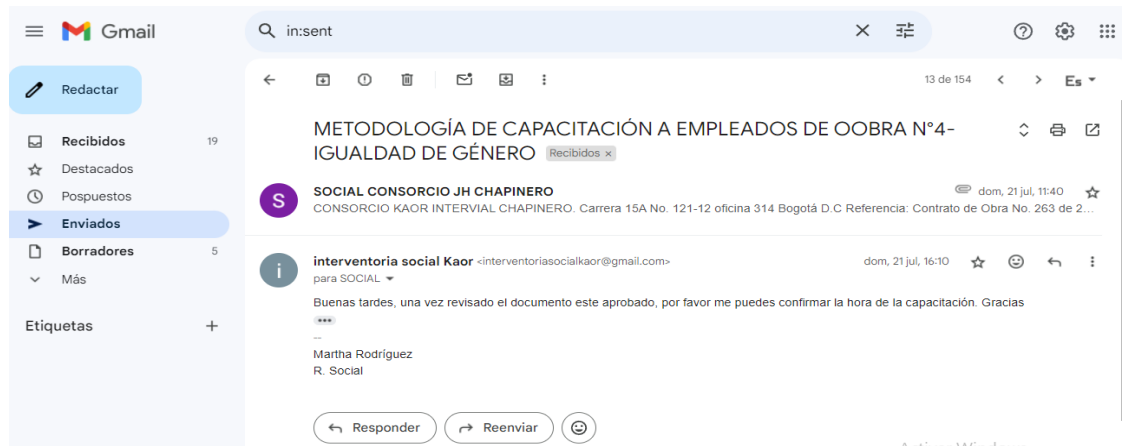 Gmail
in:sent
Redactar
13 de 154
Es
Recibidos 19
Destacados
Pospuestos
Enviados
Borradores 5
Más
Etiquetas
METODOLOGÍA DE CAPACITACIÓN A EMPLEADOS DE OOBRA N°4-
IGUALDAD DE GÉNERO Recibidos ×
S
SOCIAL CONSORCIO JH CHAPINERO dom, 21 jul, 11:40
CONSORCIO KAOR INTERVIAL CHAPINERO. Carrera 15A No. 121-12 oficina 314 Bogotá D.C Referencia: Contrato de Obra No. 263 de 2...
i
interventoria social Kaor <interventoriasocialkaor@gmail.com> dom, 21 jul, 16:10
para SOCIAL
Buenas tardes, una vez revisado el documento este aprobado, por favor me puedes confirmar la hora de la capacitación. Gracias
--
Martha Rodríguez
R. Social
Responder
Reenviar